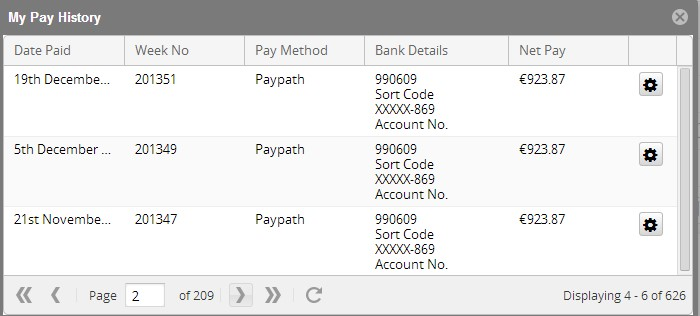 My Pay History
Date Paid Week No Pay Method Bank Details Net Pay
19th Decembe... 201351 Paypath 990609 €923.87
Sort Code
XXXXX-869
Account No.
5th December ... 201349 Paypath 990609 €923.87
Sort Code
XXXXX-869
Account No.
21st Novembe... 201347 Paypath 990609 €923.87
Sort Code
XXXXX-869
Account No.
Page 2 of 209 Displaying 4 - 6 of 626